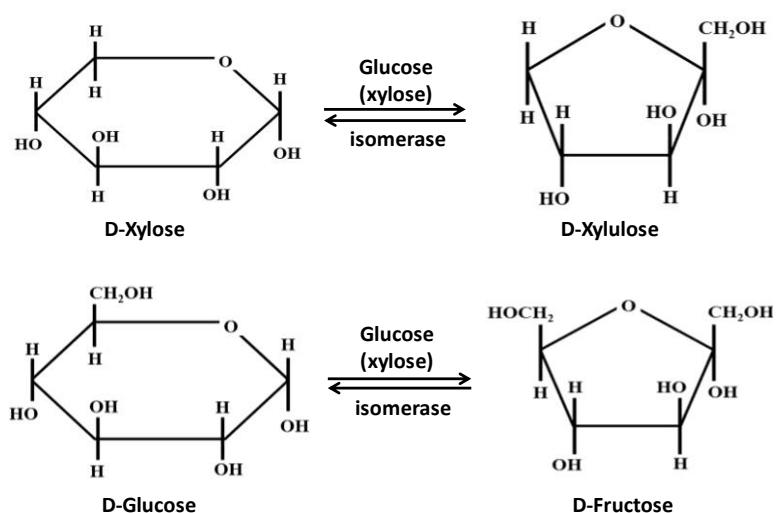 H
O
H
H
H
OH
H
HO
OH
H
OH
D-Xylose
Glucose
(xylose)
isomerase
H
O
CH₂OH
H
H
HO
OH
HO
H
D-Xylulose
CH₂OH
O
H
H
H
OH
H
HO
OH
H
OH
D-Glucose
Glucose
(xylose)
isomerase
HOCH₂
O
CH₂OH
H
H
HO
OH
OH
H
D-Fructose